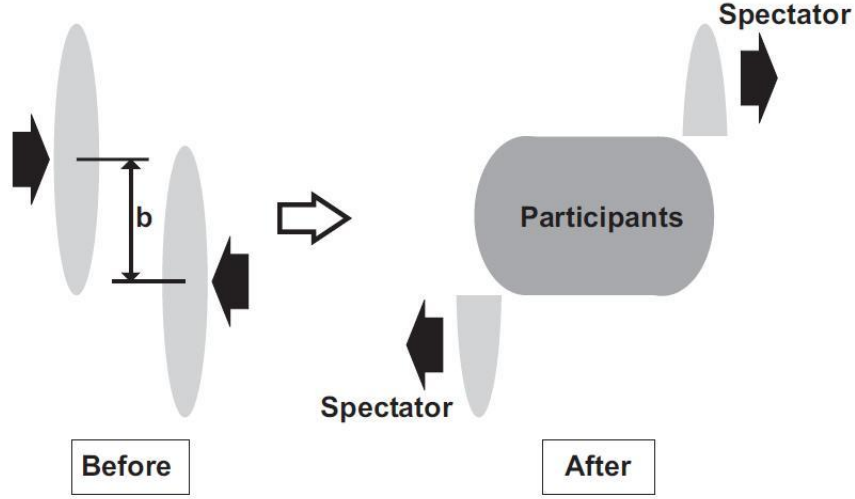 Spectator
b
Participants
Spectator
Before
After